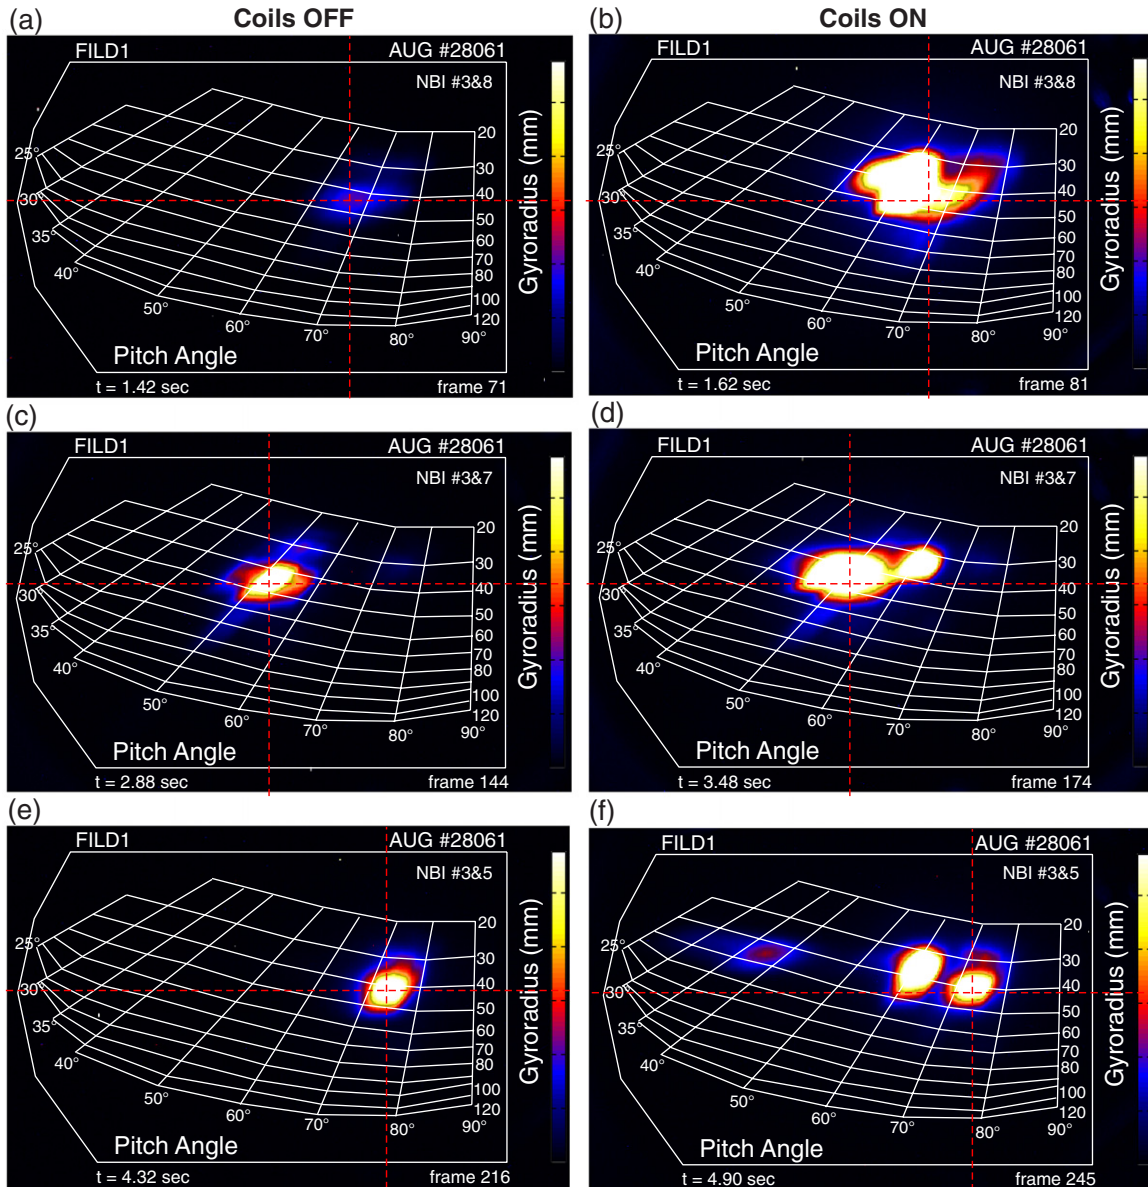 Coils OFF
Coils ON
(a)
FILD1
AUG #28061
NBI #3&8
20
30
40
50
60
70
80
100
120
25°
30°
35°
40°
50°
60°
70°
80°
90°
Gyroradius (mm)
Pitch Angle
t = 1.42 sec
frame 71
(b)
FILD1
AUG #28061
NBI #3&8
20
30
40
50
60
70
80
100
120
25°
30°
35°
40°
50°
60°
70°
80°
90°
Gyroradius (mm)
Pitch Angle
t = 1.62 sec
frame 81
(c)
FILD1
AUG #28061
NBI #3&7
20
30
40
50
60
70
80
100
120
25°
30°
35°
40°
50°
60°
70°
80°
90°
Gyroradius (mm)
Pitch Angle
t = 2.88 sec
frame 144
(d)
FILD1
AUG #28061
NBI #3&7
20
30
40
50
60
70
80
100
120
25°
30°
35°
40°
50°
60°
70°
80°
90°
Gyroradius (mm)
Pitch Angle
t = 3.48 sec
frame 174
(e)
FILD1
AUG #28061
NBI #3&5
20
30
40
50
60
70
80
100
120
25°
30°
35°
40°
50°
60°
70°
80°
90°
Gyroradius (mm)
Pitch Angle
t = 4.32 sec
frame 216
(f)
FILD1
AUG #28061
NBI #3&5
20
30
40
50
60
70
80
100
120
25°
30°
35°
40°
50°
60°
70°
80°
90°
Gyroradius (mm)
Pitch Angle
t = 4.90 sec
frame 245